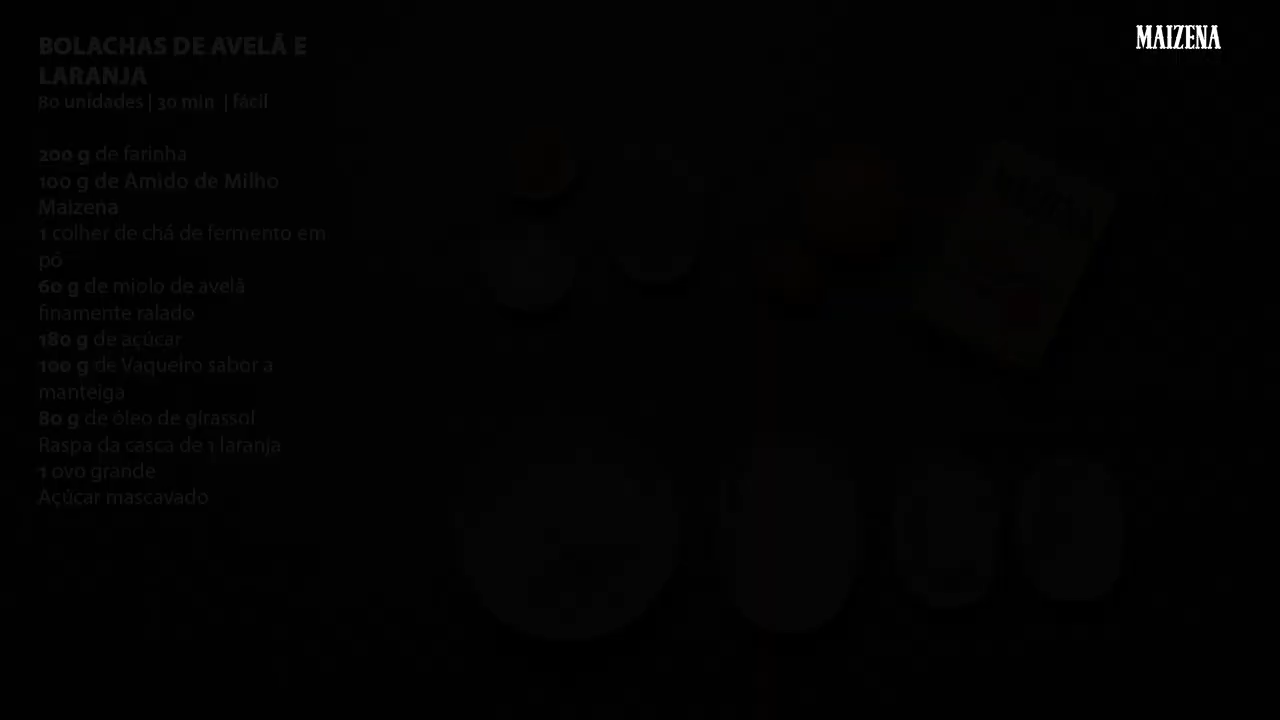 MAIZENA
BOLACHAS DE AVELÃ E
LARANJA
80 unidades | 30 min | fácil
200 g de farinha
100 g de Amido de Milho
Maizena
1 colher de chá de fermento em
pó
60 g de miolo de avelã
finamente ralado
180 g de açúcar
100 g de Vaqueiro sabor a
manteiga
80 g de óleo de girassol
Raspa da casca de 1 laranja
1 ovo grande
Açúcar mascavado